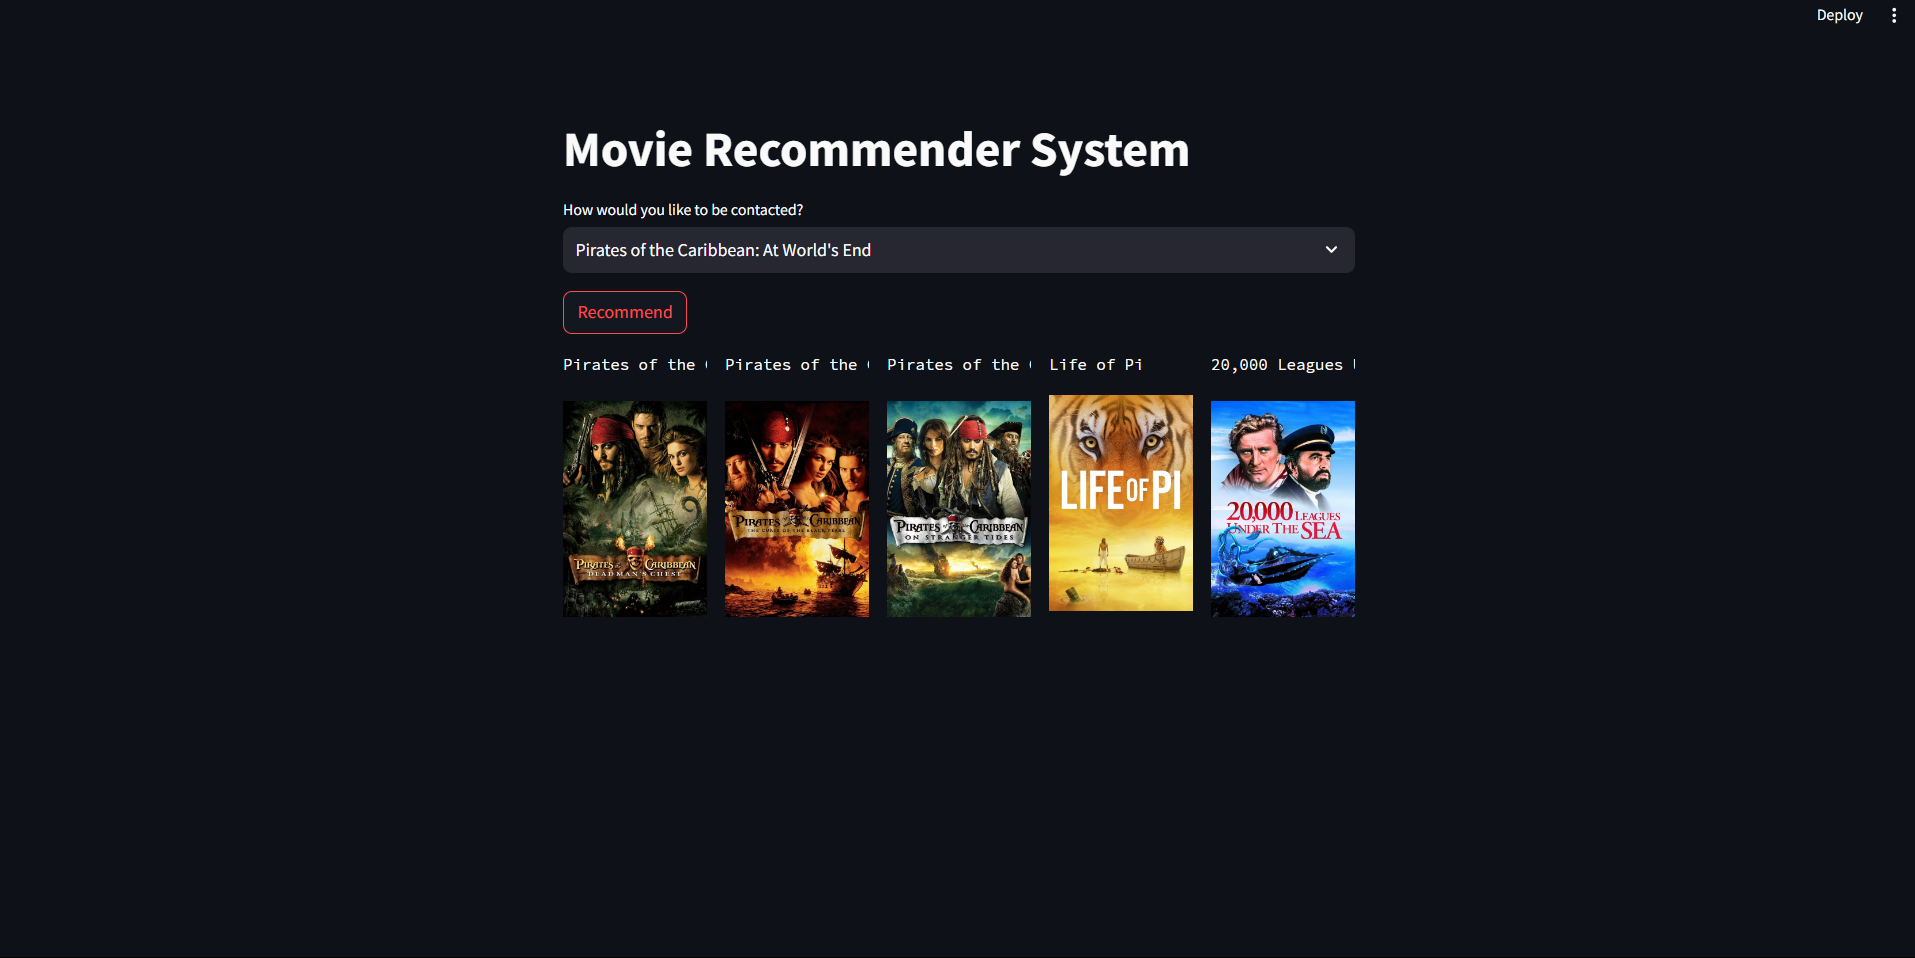 Deploy
Movie Recommender System
How would you like to be contacted?
Pirates of the Caribbean: At World's End
Recommend
Pirates of the
Pirates of the
Pirates of the
Life of Pi
20,000 Leagues
PIRATES of the CARIBBEAN
DEAD MAN'S CHEST
PIRATES of the CARIBBEAN
THE CURSE OF THE BLACK PEARL
PIRATES of the CARIBBEAN
ON STRANGER TIDES
LIFE OF PI
20,000 LEAGUES
UNDER THE SEA